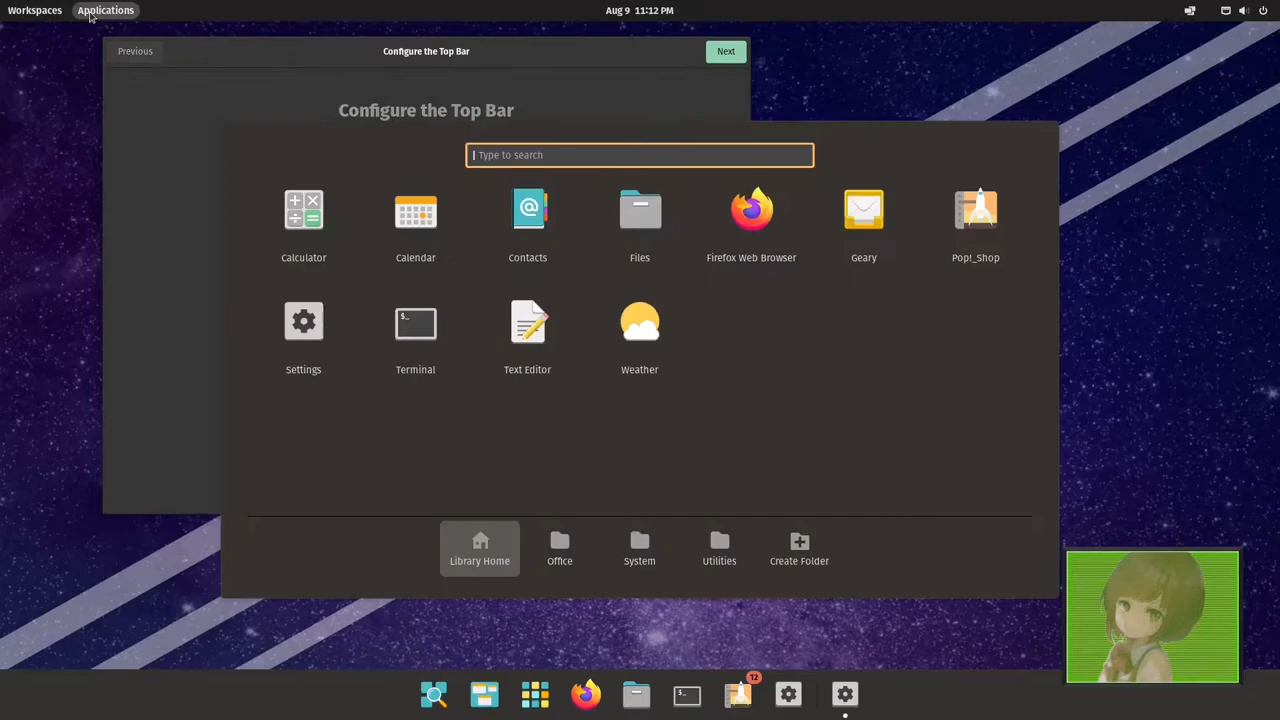 Workspaces Applications Aug 9 11:12 PM
Previous Configure the Top Bar Next
Configure the Top Bar
Type to search
Calculator Calendar Contacts Files Firefox Web Browser Geary Pop!_Shop
$_
Settings Terminal Text Editor Weather
Library Home Office System Utilities Create Folder
$_ 12